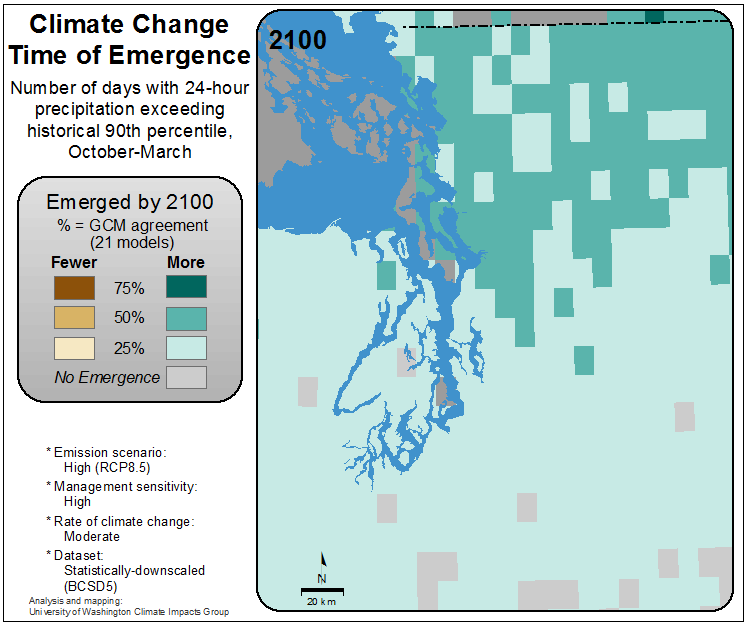 Climate Change
Time of Emergence
Number of days with 24-hour
precipitation exceeding
historical 90th percentile,
October-March
Emerged by 2100
% = GCM agreement
(21 models)
Fewer More
75%
50%
25%
No Emergence
* Emission scenario:
High (RCP8.5)
* Management sensitivity:
High
* Rate of climate change:
Moderate
* Dataset:
Statistically-downscaled
(BCSD5)
Analysis and mapping:
University of Washington Climate Impacts Group
2100
N
20 km